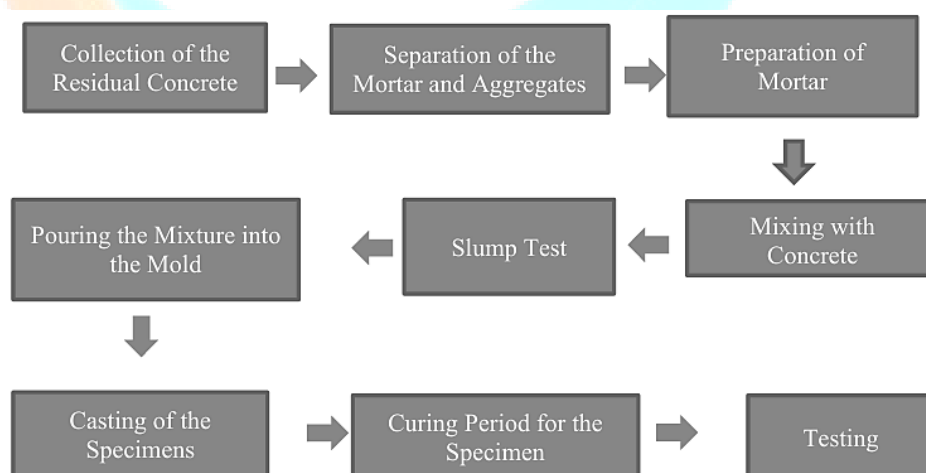 Collection of the
Residual Concrete
Separation of the
Mortar and Aggregates
Preparation of
Mortar
Mixing with
Concrete
Slump Test
Pouring the Mixture into
the Mold
Casting of the
Specimens
Curing Period for the
Specimen
Testing